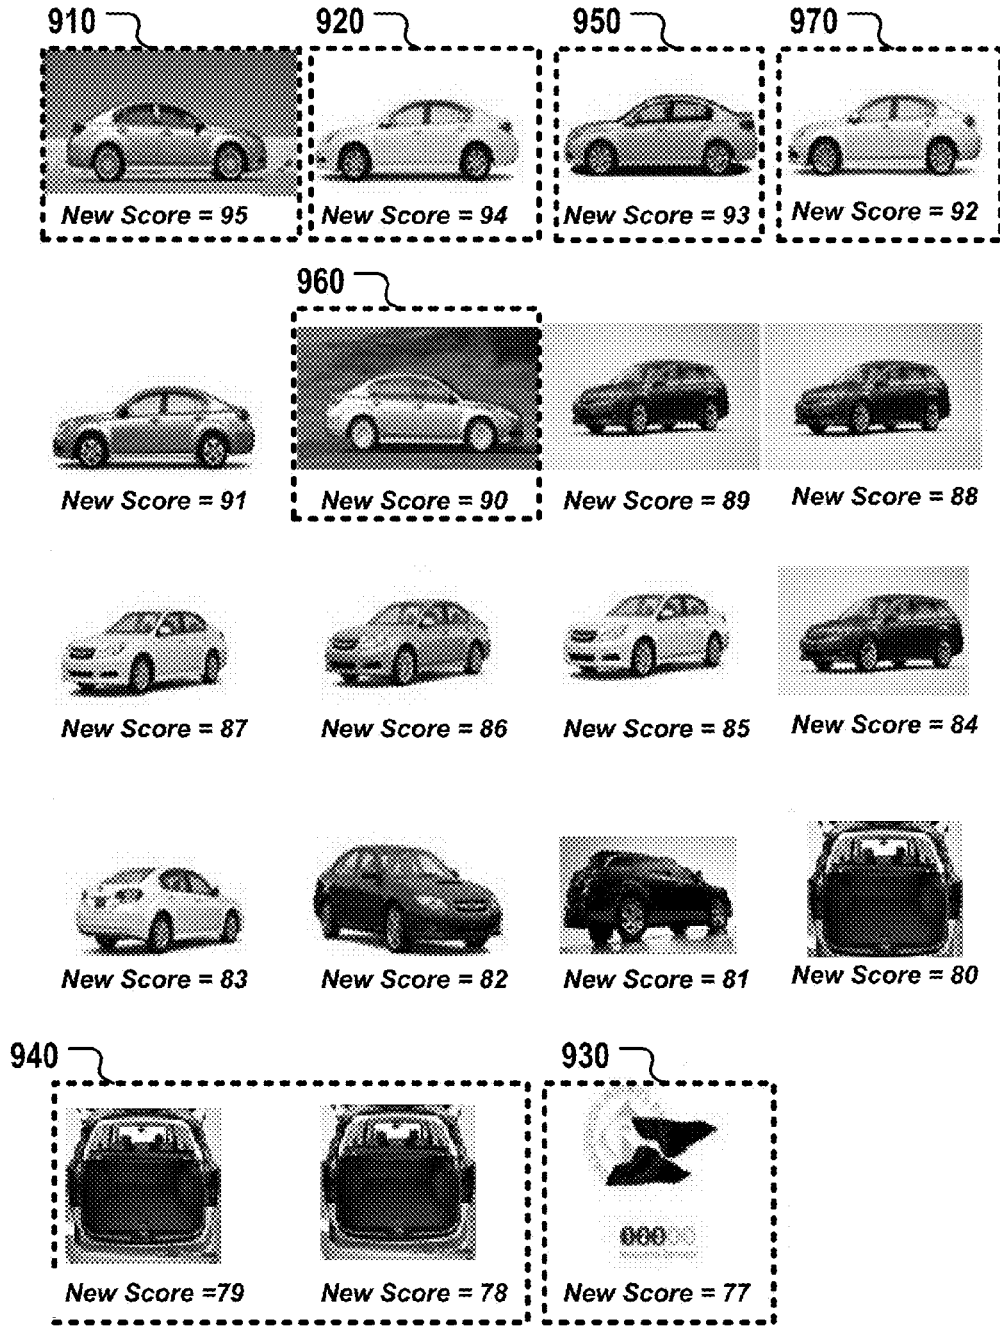 910 920 950 970
New Score = 95 New Score = 94 New Score = 93 New Score = 92
960
New Score = 91 New Score = 90 New Score = 89 New Score = 88
New Score = 87 New Score = 86 New Score = 85 New Score = 84
New Score = 83 New Score = 82 New Score = 81 New Score = 80
940 930
00000
New Score =79 New Score = 78 New Score = 77